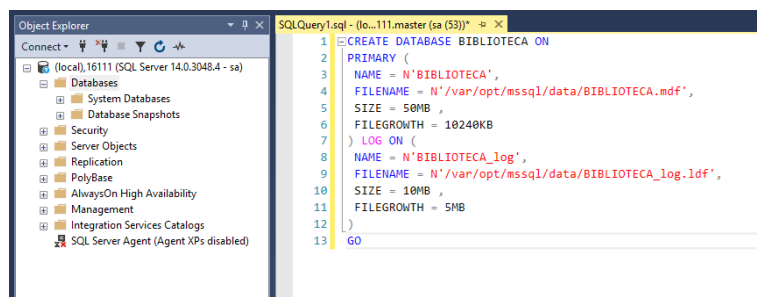 Object Explorer
Connect
(local),16111 (SQL Server 14.0.3048.4 - sa)
Databases
System Databases
Database Snapshots
Security
Server Objects
Replication
PolyBase
AlwaysOn High Availability
Management
Integration Services Catalogs
SQL Server Agent (Agent XPs disabled)
SQLQuery1.sql - (lo...111.master (sa (53))*
1 CREATE DATABASE BIBLIOTECA ON
2 PRIMARY (
3 NAME = N'BIBLIOTECA',
4 FILENAME = N'/var/opt/mssql/data/BIBLIOTECA.mdf',
5 SIZE = 50MB ,
6 FILEGROWTH = 10240KB
7 ) LOG ON (
8 NAME = N'BIBLIOTECA_log',
9 FILENAME = N'/var/opt/mssql/data/BIBLIOTECA_log.ldf',
10 SIZE = 10MB ,
11 FILEGROWTH = 5MB
12 )
13 GO